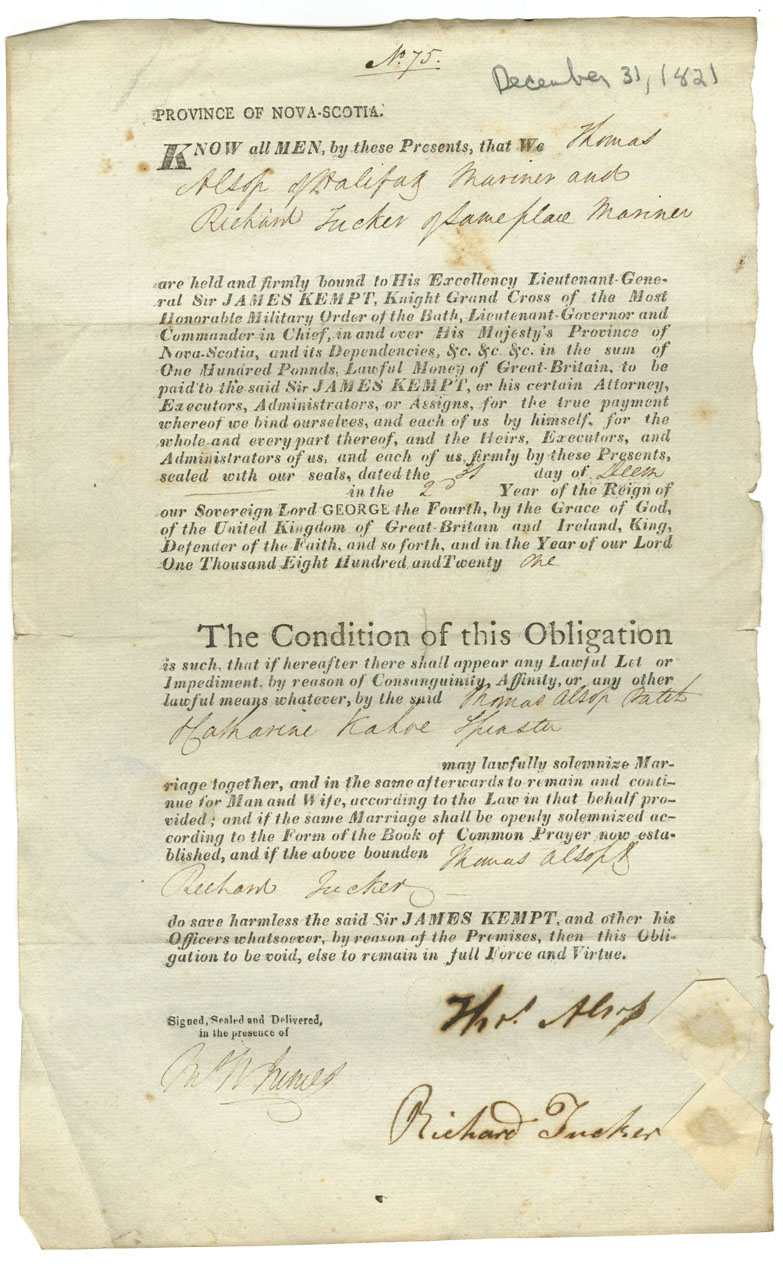 No. 75.
December 31, 1821
PROVINCE OF NOVA-SCOTIA.
KNOW all MEN, by these Presents, that We Thomas
Alsop of Halifax Mariner and
Richard Tucker of same place Mariner
are held and firmly bound to His Excellency Lieutenant-Gene-
ral Sir JAMES KEMPT, Knight Grand Cross of the Most
Honorable Military Order of the Bath, Lieutenant-Governor and
Commander in Chief, in and over His Majesty's Province of
Nova-Scotia, and its Dependencies, &c. &c. &c. in the sum of
One Hundred Ponnds, Lawful Money of Great-Britain, to be
paid to the said Sir JAMES KEMPT, or his certain Attorney,
Executors, Administrators, or Assigns, for the true payment
whereof we bind ourselves, and each of us by himself, for the
whole and every part thereof, and the Heirs, Executors, and
Administrators of us, and each of us firmly by these Presents,
sealed with our seals, dated the 31 day of Decem
in the 2nd Year of the Reign of
our Sovereign Lord GEORGE the Fourth, by the Grace of God,
of the United Kingdom of Great-Britain and Ireland, King,
Defender of the Faith, and so forth, and in the Year of our Lord
One Thousand Eight Hundred and Twenty one
The Condition of this Obligation
is such, that if hereafter there shall appear any Lawful Let or
Impediment, by reason of Consanguinity, Affinity, or any other
lawful means whatever, by the said Thomas Alsop Batch
& Catharine Kahoe Spinster
may lawfully solemnize Mar-
riage together, and in the same afterwards to remain and conti-
nue for Man and Wife, according to the Law in that behalf pro-
vided; and if the same Marriage shall be openly solemnized ac-
cording to the Form of the Book of Common Prayer now esta-
blished, and if the above bounden Thomas Alsop &
Richard Tucker
do save harmless the said Sir JAMES KEMPT, and other his
Officers whatsoever, by reason of the Premises, then this Obli-
gation to be void, else to remain in full Force and Virtue.
Signed, Sealed and Delivered,
in the presence of
Thos. Alsop
Richard Tucker